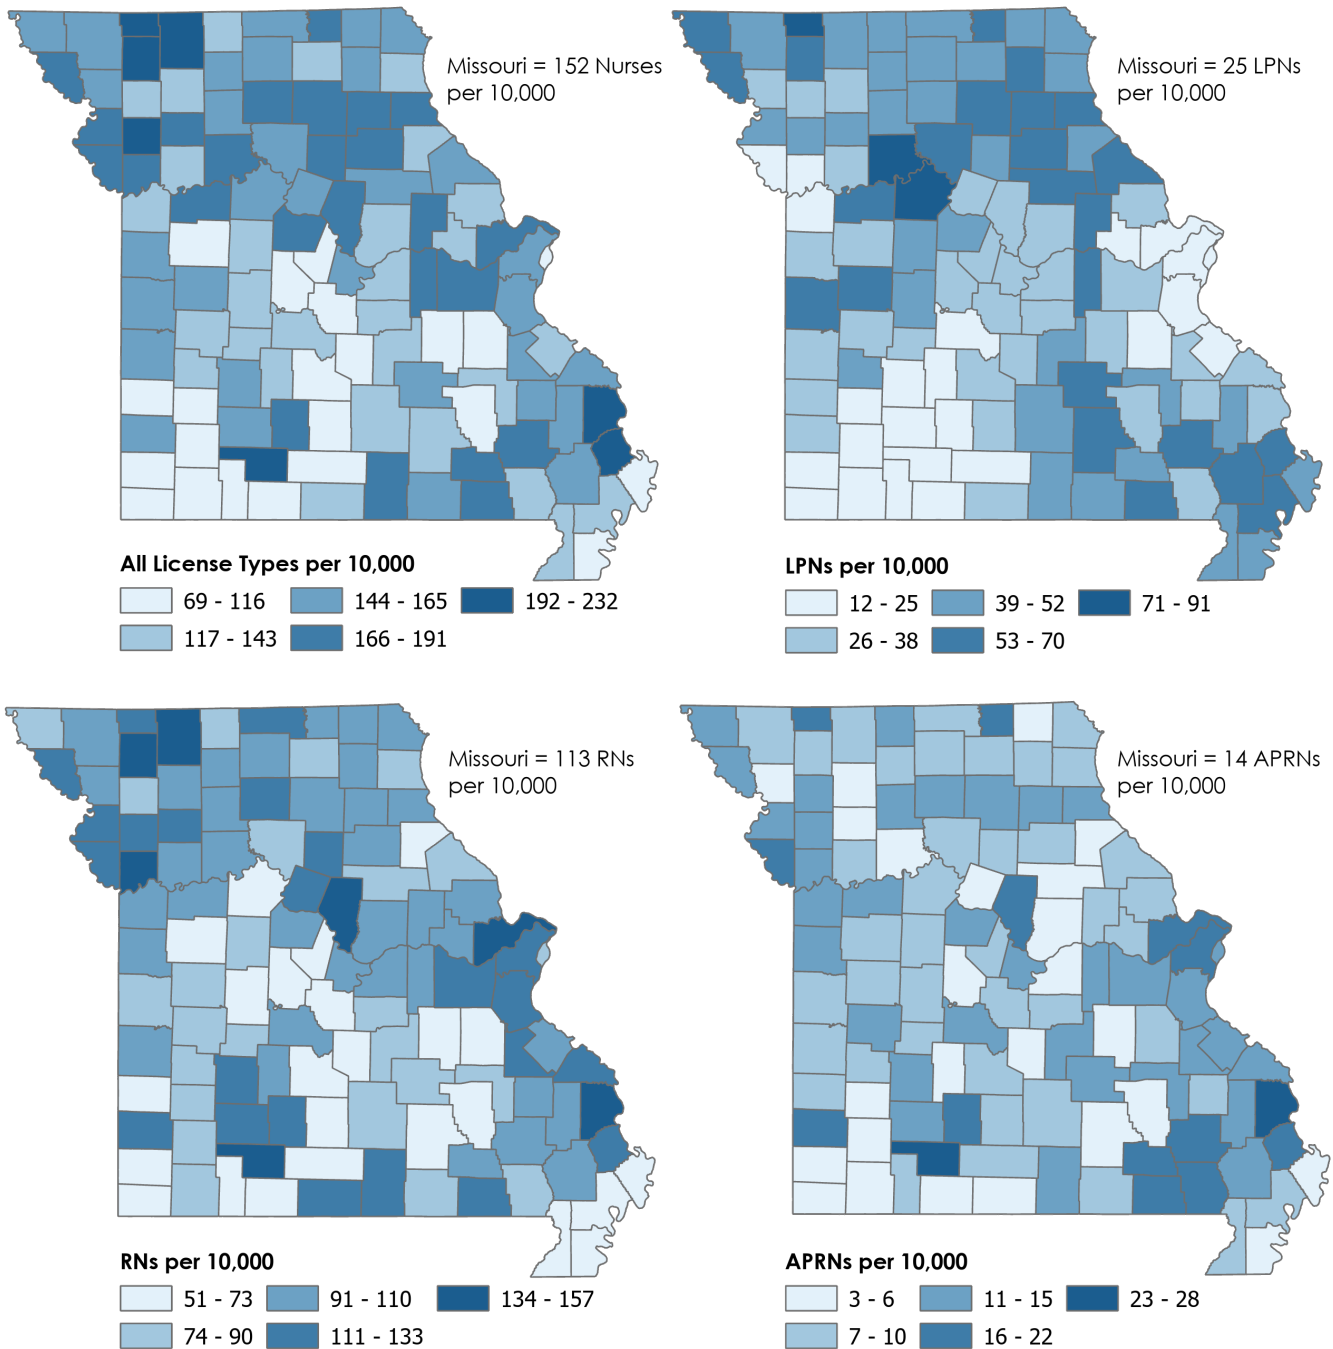 Missouri = 152 Nurses
per 10,000
Missouri = 25 LPNs
per 10,000
All License Types per 10,000
69 - 116
144 - 165
192 - 232
117 - 143
166 - 191
LPNs per 10,000
12 - 25
39 - 52
71 - 91
26 - 38
53 - 70
Missouri = 113 RNs
per 10,000
Missouri = 14 APRNs
per 10,000
RNs per 10,000
51 - 73
91 - 110
134 - 157
74 - 90
111 - 133
APRNs per 10,000
3 - 6
11 - 15
23 - 28
7 - 10
16 - 22